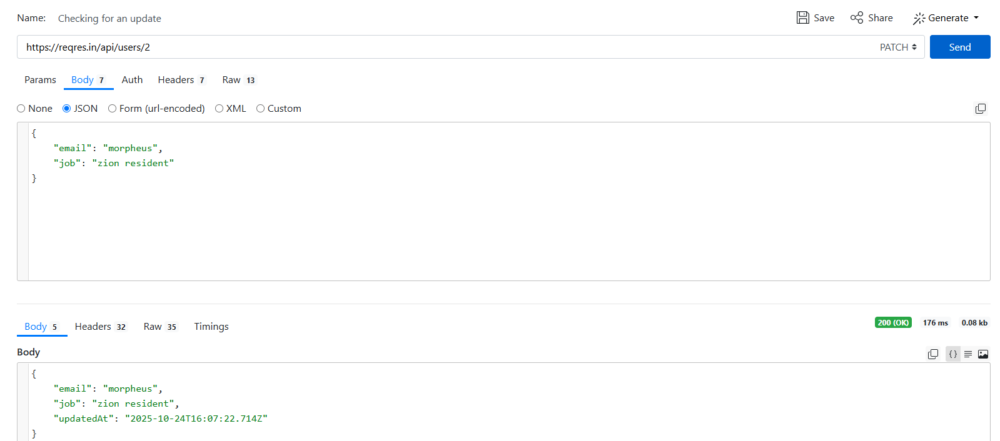 Name: Checking for an update Save Share Generate
https://reqres.in/api/users/2 PATCH Send
Params Body 7 Auth Headers 7 Raw 13
None JSON Form (url-encoded) XML Custom
{
"email": "morpheus",
"job": "zion resident"
}
Body 5 Headers 32 Raw 35 Timings 200 (OK) 176 ms 0.08 kb
Body {}
{
"email": "morpheus",
"job": "zion resident",
"updatedAt": "2025-10-24T16:07:22.714Z"
}